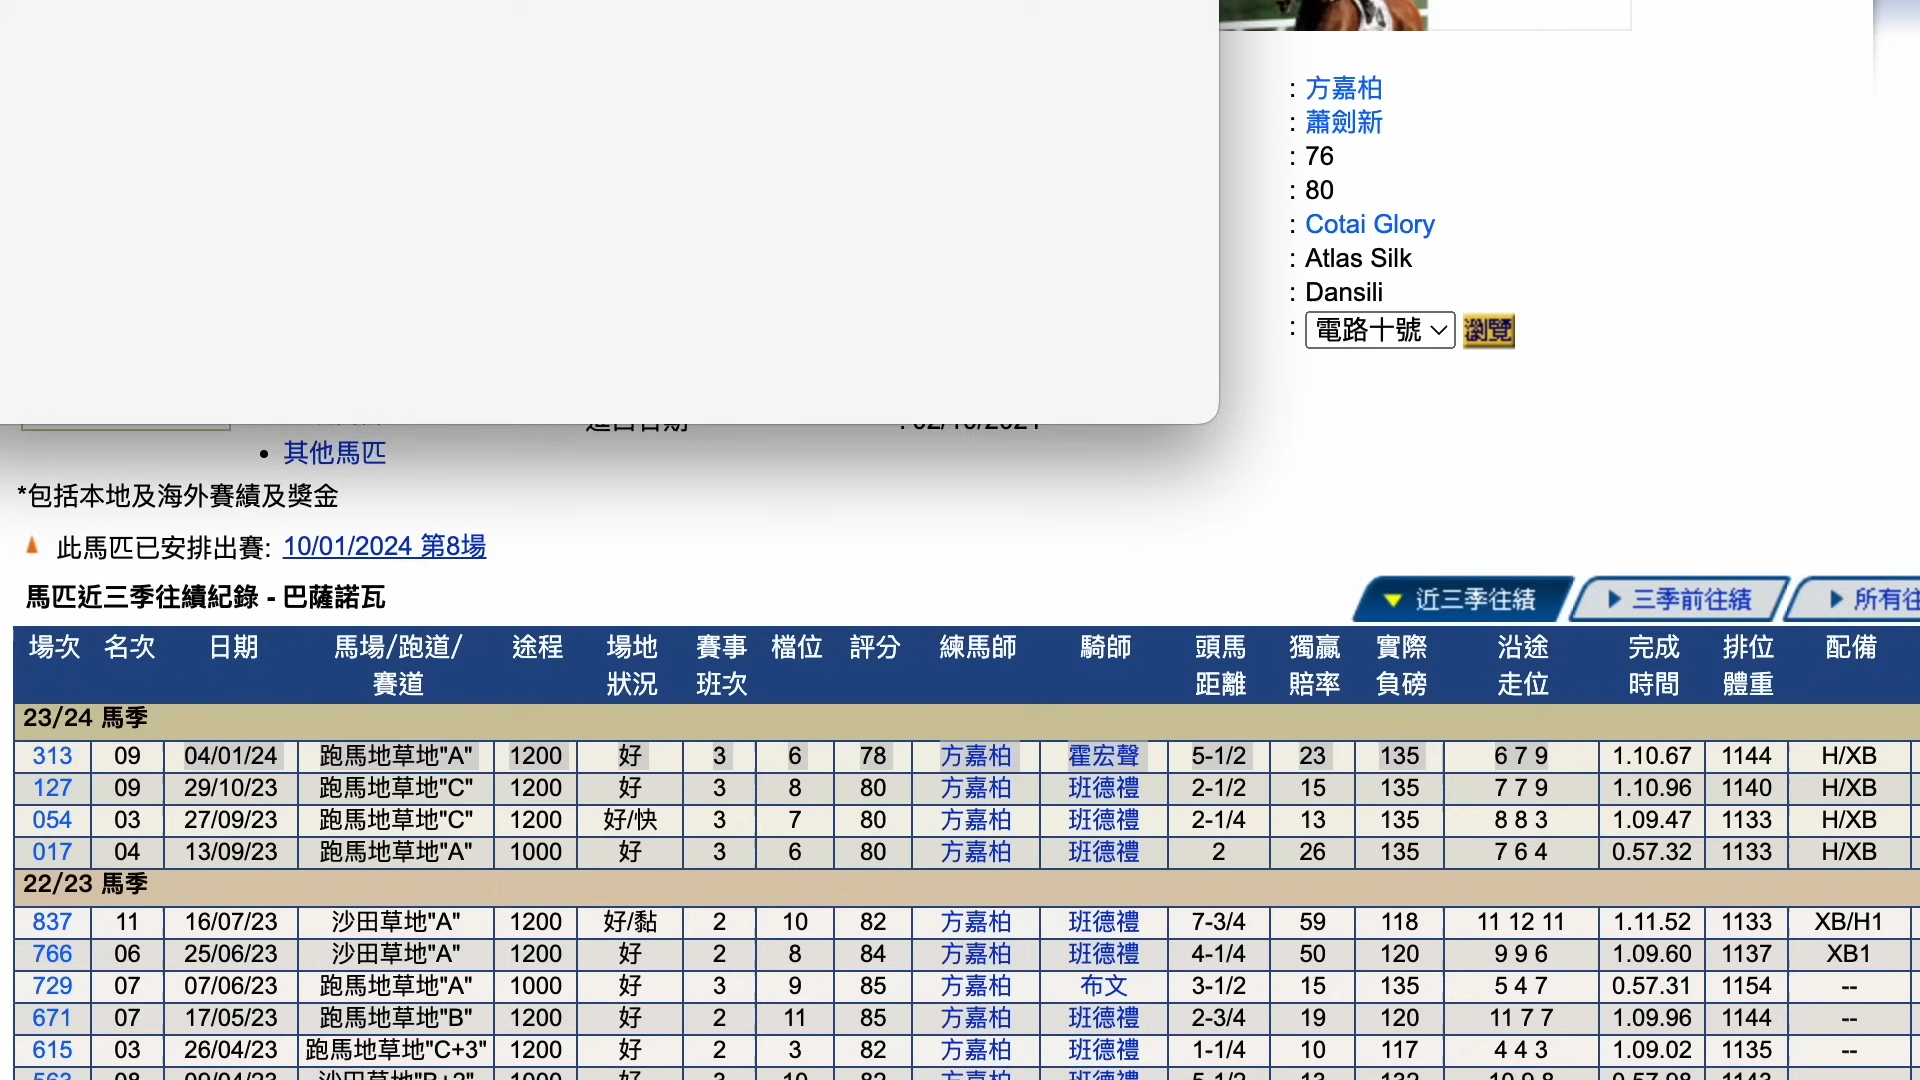 : 方嘉柏
: 蕭劍新
: 76
: 80
: Cotai Glory
: Atlas Silk
: Dansili
: 電路十號 瀏覽
• 其他馬匹
*包括本地及海外賽績及獎金
此馬匹已安排出賽: 10/01/2024 第8場
馬匹近三季往績紀錄 - 巴薩諾瓦
近三季往績 三季前往績 所有往
場次 名次 日期 馬場/跑道/賽道 途程 場地狀況 賽事班次 檔位 評分 練馬師 騎師 頭馬距離 獨贏賠率 實際負磅 沿途走位 完成時間 排位體重 配備
23/24 馬季
313 09 04/01/24 跑馬地草地"A" 1200 好 3 6 78 方嘉柏 霍宏聲 5-1/2 23 135 6 7 9 1.10.67 1144 H/XB
127 09 29/10/23 跑馬地草地"C" 1200 好 3 8 80 方嘉柏 班德禮 2-1/2 15 135 7 7 9 1.10.96 1140 H/XB
054 03 27/09/23 跑馬地草地"C" 1200 好/快 3 7 80 方嘉柏 班德禮 2-1/4 13 135 8 8 3 1.09.47 1133 H/XB
017 04 13/09/23 跑馬地草地"A" 1000 好 3 6 80 方嘉柏 班德禮 2 26 135 7 6 4 0.57.32 1133 H/XB
22/23 馬季
837 11 16/07/23 沙田草地"A" 1200 好/黏 2 10 82 方嘉柏 班德禮 7-3/4 59 118 11 12 11 1.11.52 1133 XB/H1
766 06 25/06/23 沙田草地"A" 1200 好 2 8 84 方嘉柏 班德禮 4-1/4 50 120 9 9 6 1.09.60 1137 XB1
729 07 07/06/23 跑馬地草地"A" 1000 好 3 9 85 方嘉柏 布文 3-1/2 15 135 5 4 7 0.57.31 1154 --
671 07 17/05/23 跑馬地草地"B" 1200 好 2 11 85 方嘉柏 班德禮 2-3/4 19 120 11 7 7 1.09.96 1144 --
615 03 26/04/23 跑馬地草地"C+3" 1200 好 2 3 82 方嘉柏 班德禮 1-1/4 10 117 4 4 3 1.09.02 1135 --